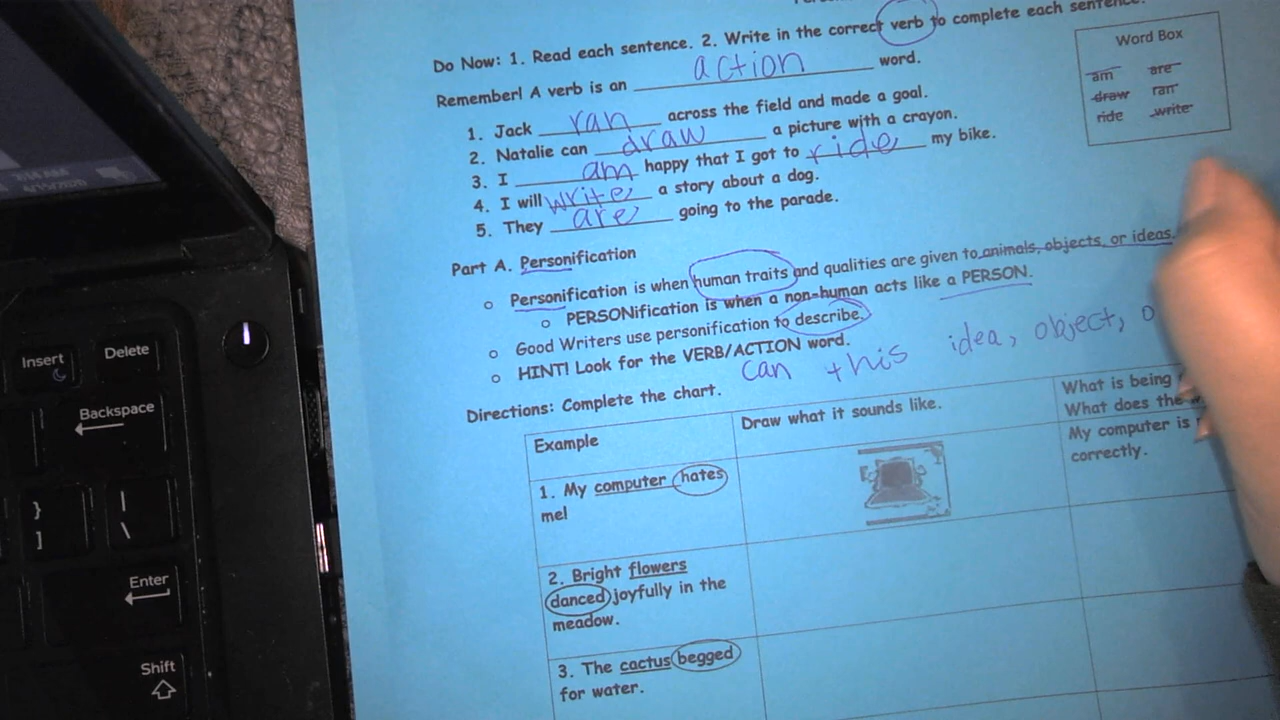 Do Now: 1. Read each sentence. 2. Write in the correct verb to complete each sentence.
Remember! A verb is an action word.
Word Box
am are
draw ran
ride write
1. Jack ran across the field and made a goal.
2. Natalie can draw a picture with a crayon.
3. I am happy that I got to ride my bike.
4. I will write a story about a dog.
5. They are going to the parade.
Part A. Personification
o Personification is when human traits and qualities are given to animals, objects, or ideas.
o PERSONification is when a non-human acts like a PERSON.
o Good Writers use personification to describe.
o HINT! Look for the VERB/ACTION word.
can this idea, object, o
Directions: Complete the chart.
Example
Draw what it sounds like.
What is being
What does the
1. My computer hates
me!
My computer is
correctly.
2. Bright flowers
danced joyfully in the
meadow.
3. The cactus begged
for water.
Insert
Delete
Backspace
}
]
|
\
Enter
Shift